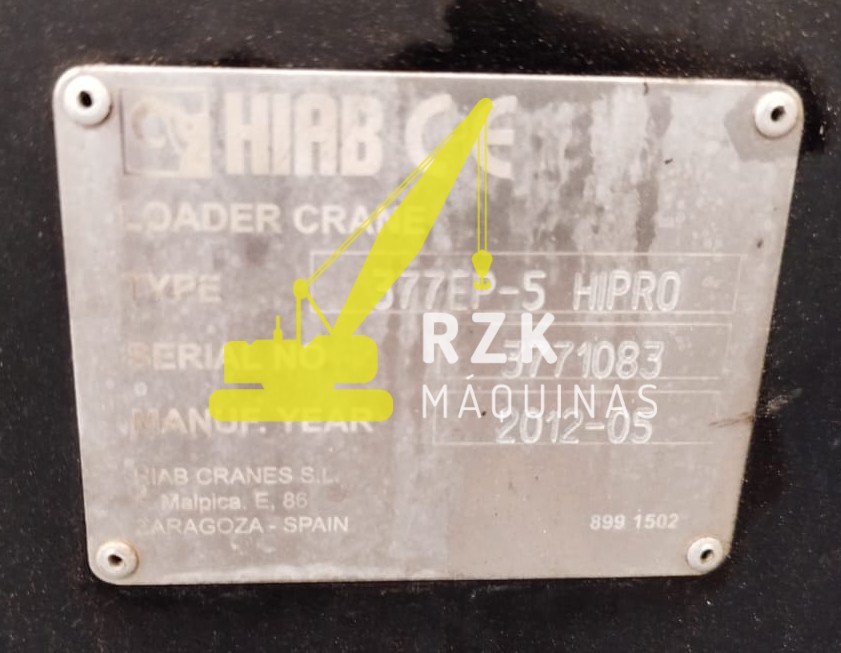 HIAB CE
LOADER CRANE
TYPE 377EP-5 HIPRO
SERIAL NO 3771083
MANUF. YEAR 2012-05
HIAB CRANES S.L.
Malpica, E, 86
ZARAGOZA - SPAIN
899 1502
RZK
MÁQUINAS